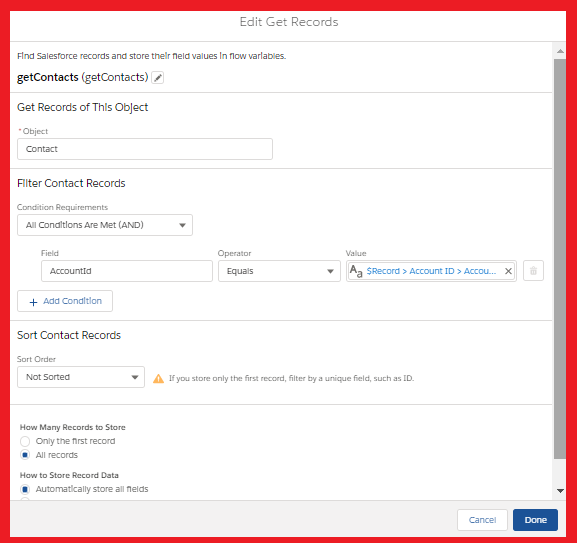 Edit Get Records
Find Salesforce records and store their field values in flow variables.
getContacts (getContacts)
Get Records of This Object
* Object
Contact
Filter Contact Records
Condition Requirements
All Conditions Are Met (AND)
Field Operator Value
AccountId Equals Aa $Record > Account ID > Accou... ×
+ Add Condition
Sort Contact Records
Sort Order
Not Sorted If you store only the first record, filter by a unique field, such as ID.
How Many Records to Store
Only the first record
All records
How to Store Record Data
Automatically store all fields
Cancel Done